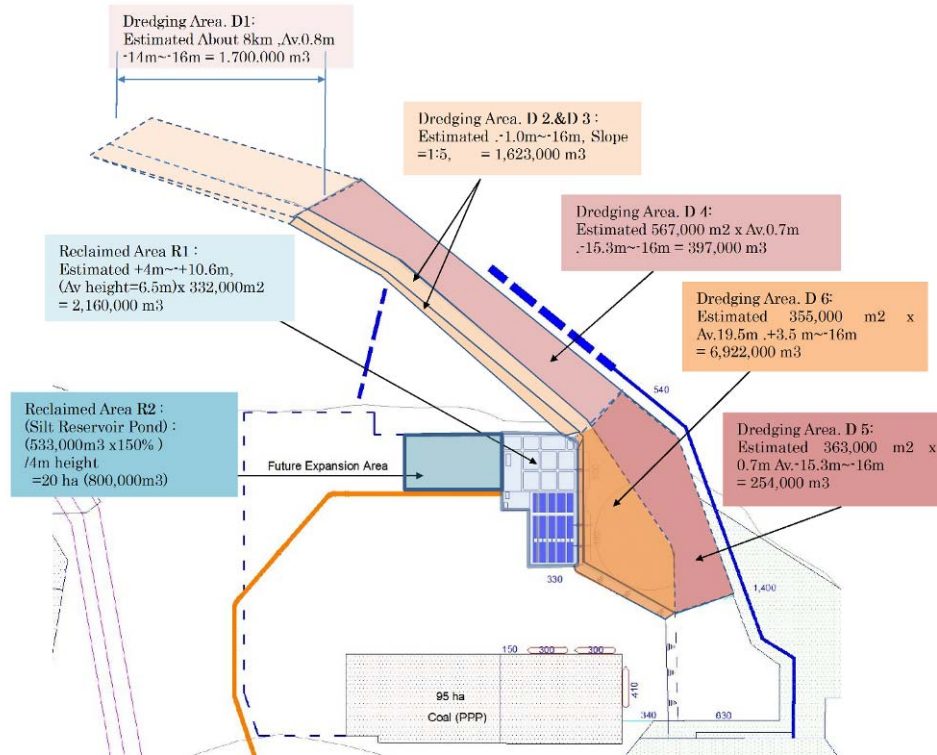 Dredging Area. D1:
Estimated About 8km ,Av.0.8m
-14m~-16m = 1.700.000 m3
Dredging Area. D 2.&D 3 :
Estimated .-1.0m~-16m, Slope
=1:5, = 1,623,000 m3
Dredging Area. D 4:
Estimated 567,000 m2 x Av.0.7m
.-15.3m~-16m = 397,000 m3
Reclaimed Area R1 :
Estimated +4m~+10.6m,
(Av height=6.5m)x 332,000m2
= 2,160,000 m3
Dredging Area. D 6:
Estimated 355,000 m2 x
Av.19.5m .+3.5 m~-16m
= 6,922,000 m3
540
Reclaimed Area R2 :
(Silt Reservoir Pond) :
(533,000m3 x150% )
/4m height
=20 ha (800,000m3)
Dredging Area. D 5:
Estimated 363,000 m2 x
0.7m Av.-15.3m~-16m
= 254,000 m3
Future Expansion Area
330
1,400
150 300 300
410
95 ha
Coal (PPP)
340 630